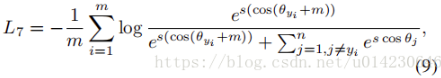 L_7 = -\frac{1}{m} \sum_{i=1}^{m} \log \frac{e^{s(\cos(\theta_{y_i}+m))}}{e^{s(\cos(\theta_{y_i}+m))} + \sum_{j=1, j \neq y_i}^{n} e^{s \cos \theta_j}},
(9)